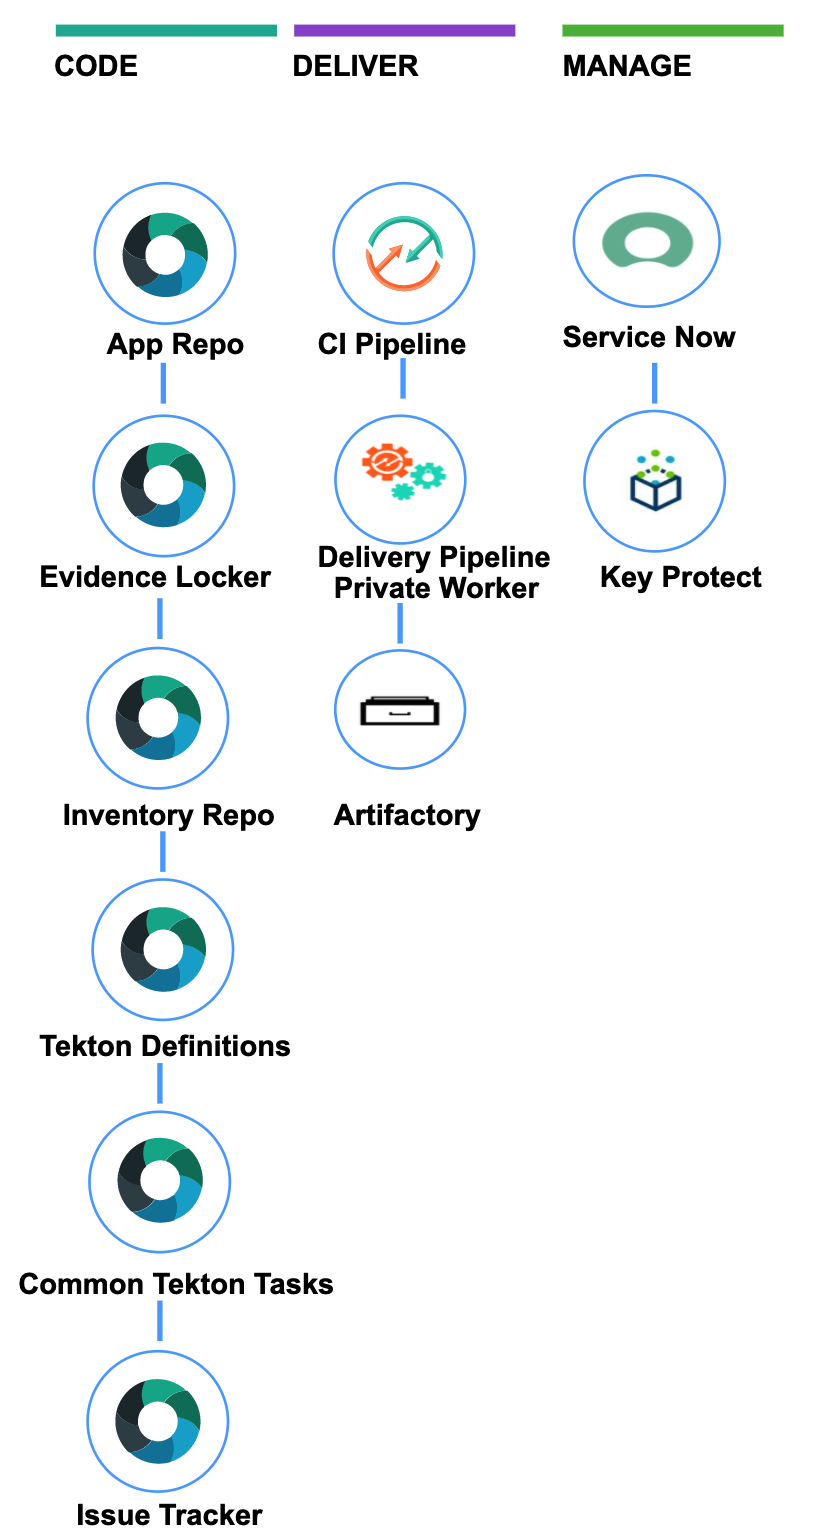 CODE
DELIVER
MANAGE
App Repo
CI Pipeline
Service Now
Evidence Locker
Delivery Pipeline
Private Worker
Key Protect
Inventory Repo
Artifactory
Tekton Definitions
Common Tekton Tasks
Issue Tracker